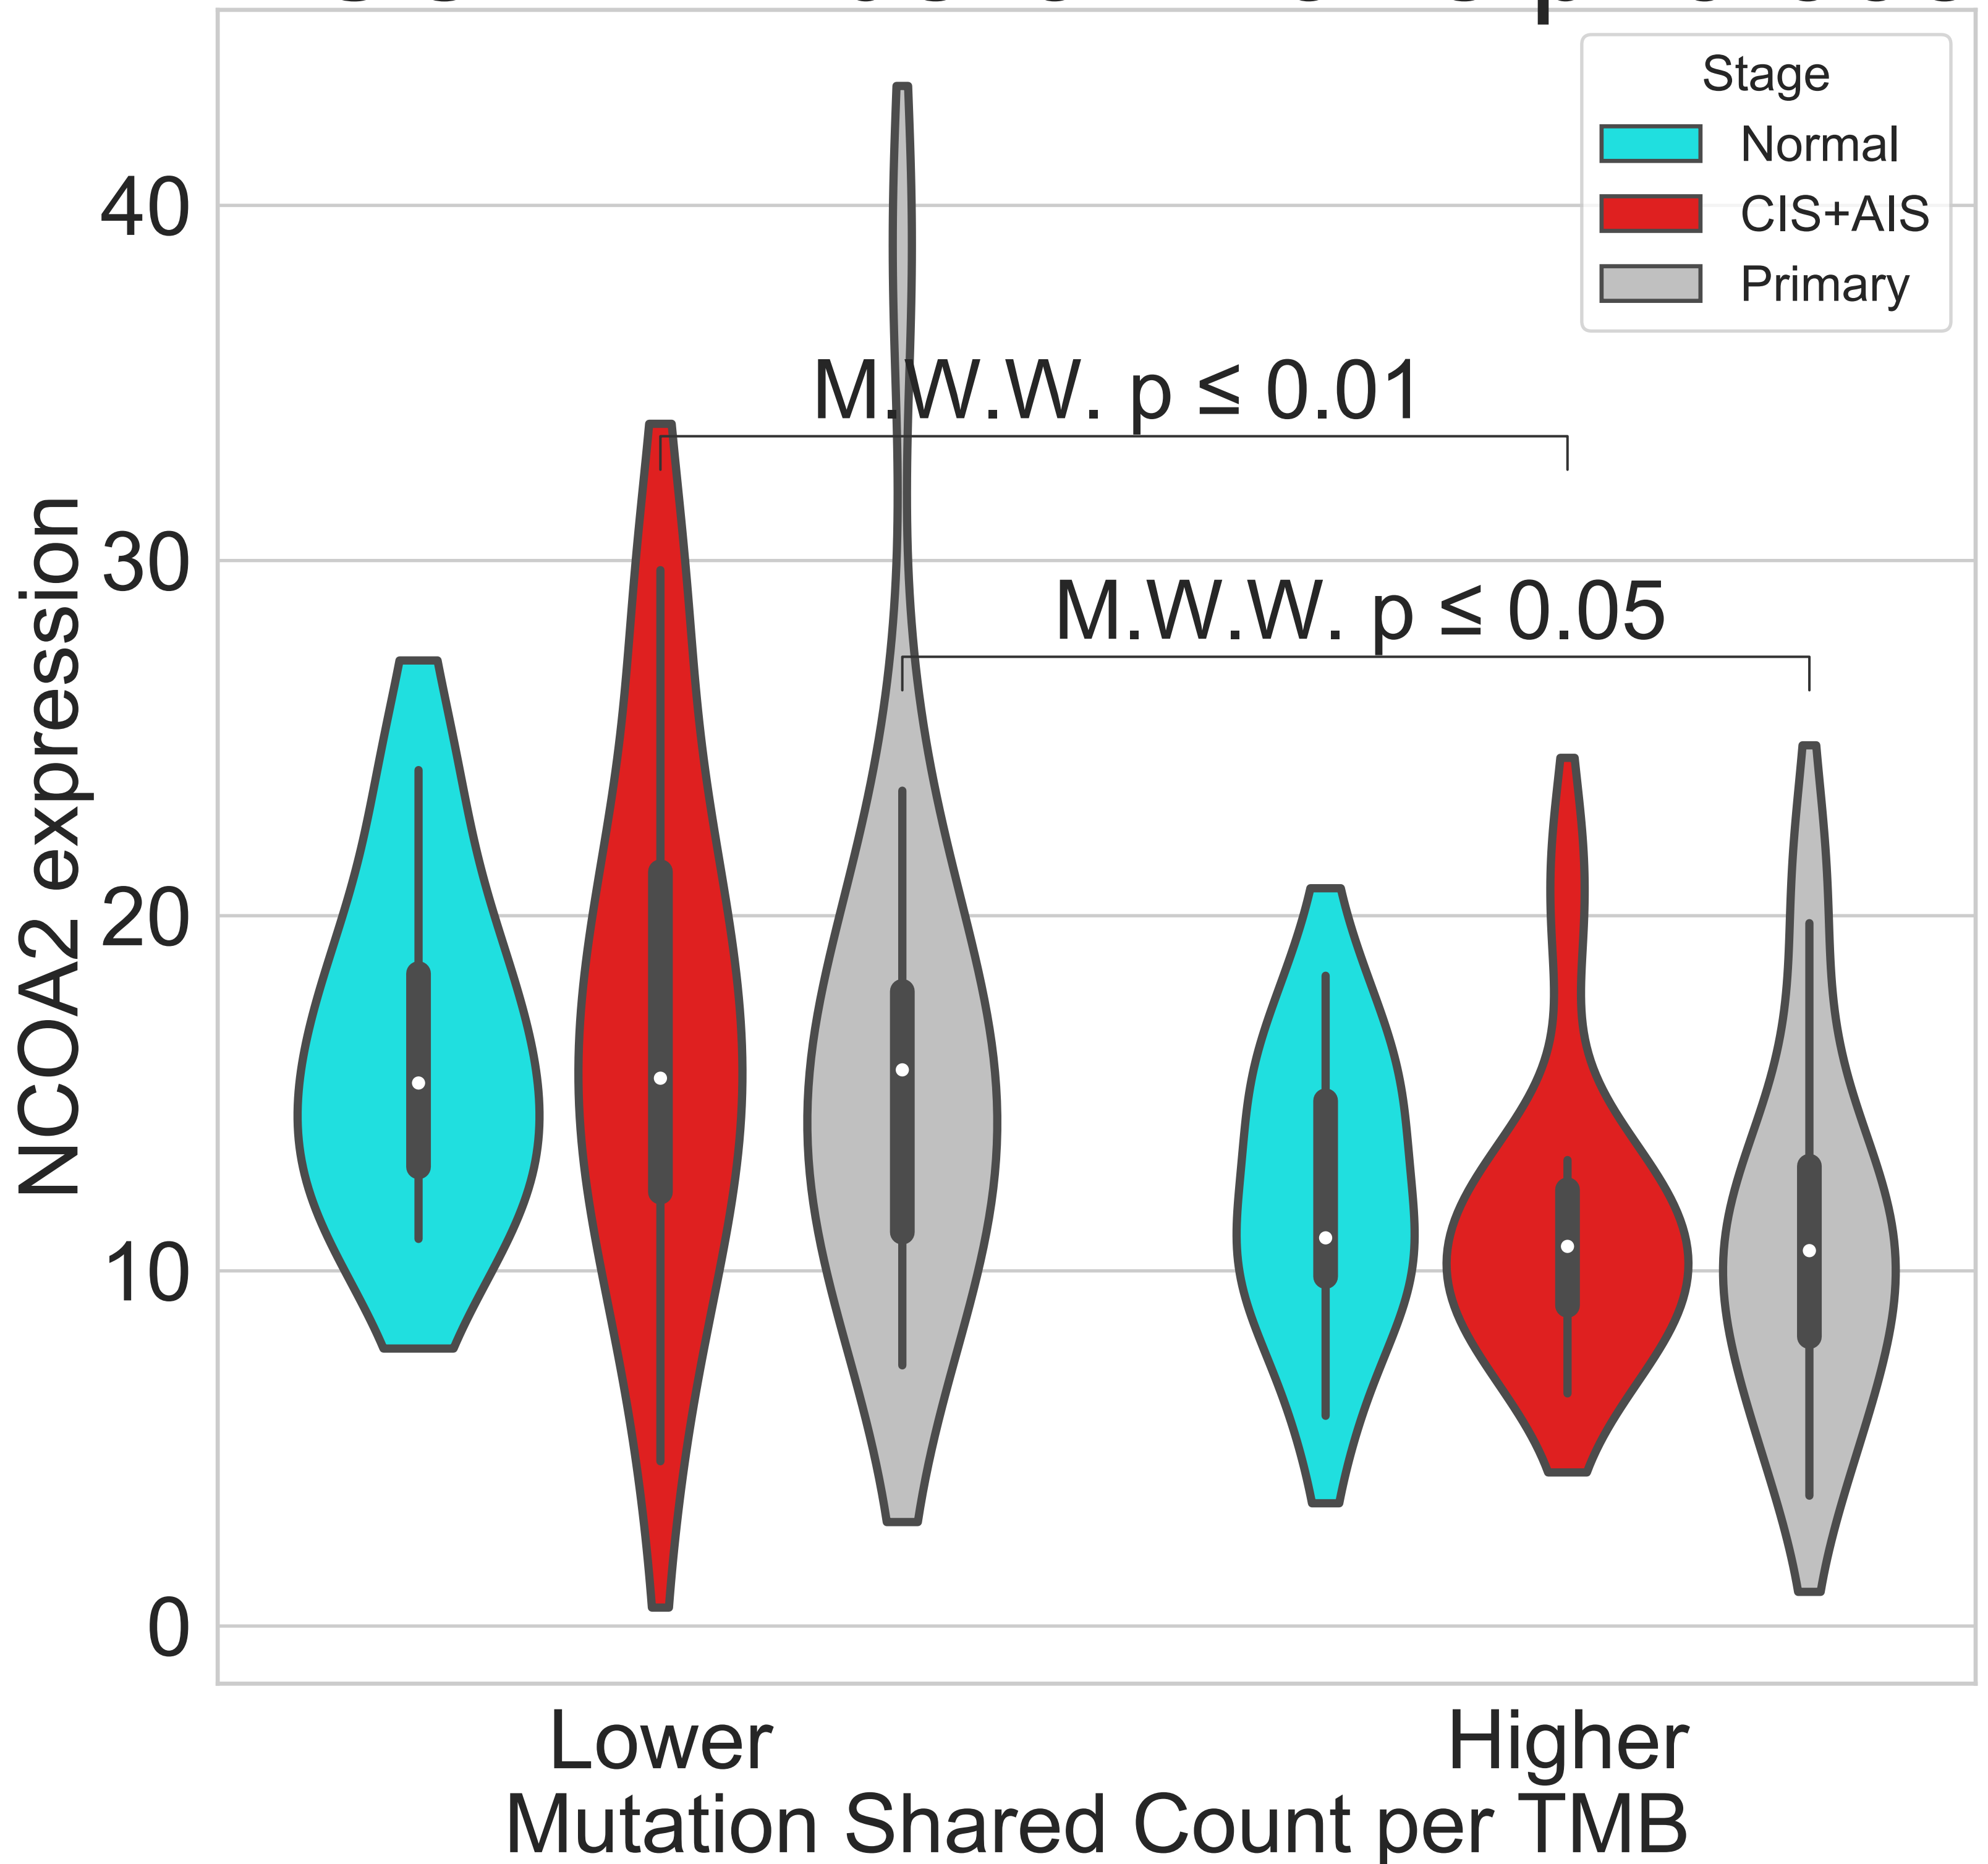 Stage
Normal
CIS+AIS
Primary
40
30
20
10
0
NCOA2 expression
M.W.W. p ≤ 0.01
M.W.W. p ≤ 0.05
Lower
Higher
Mutation Shared Count per TMB